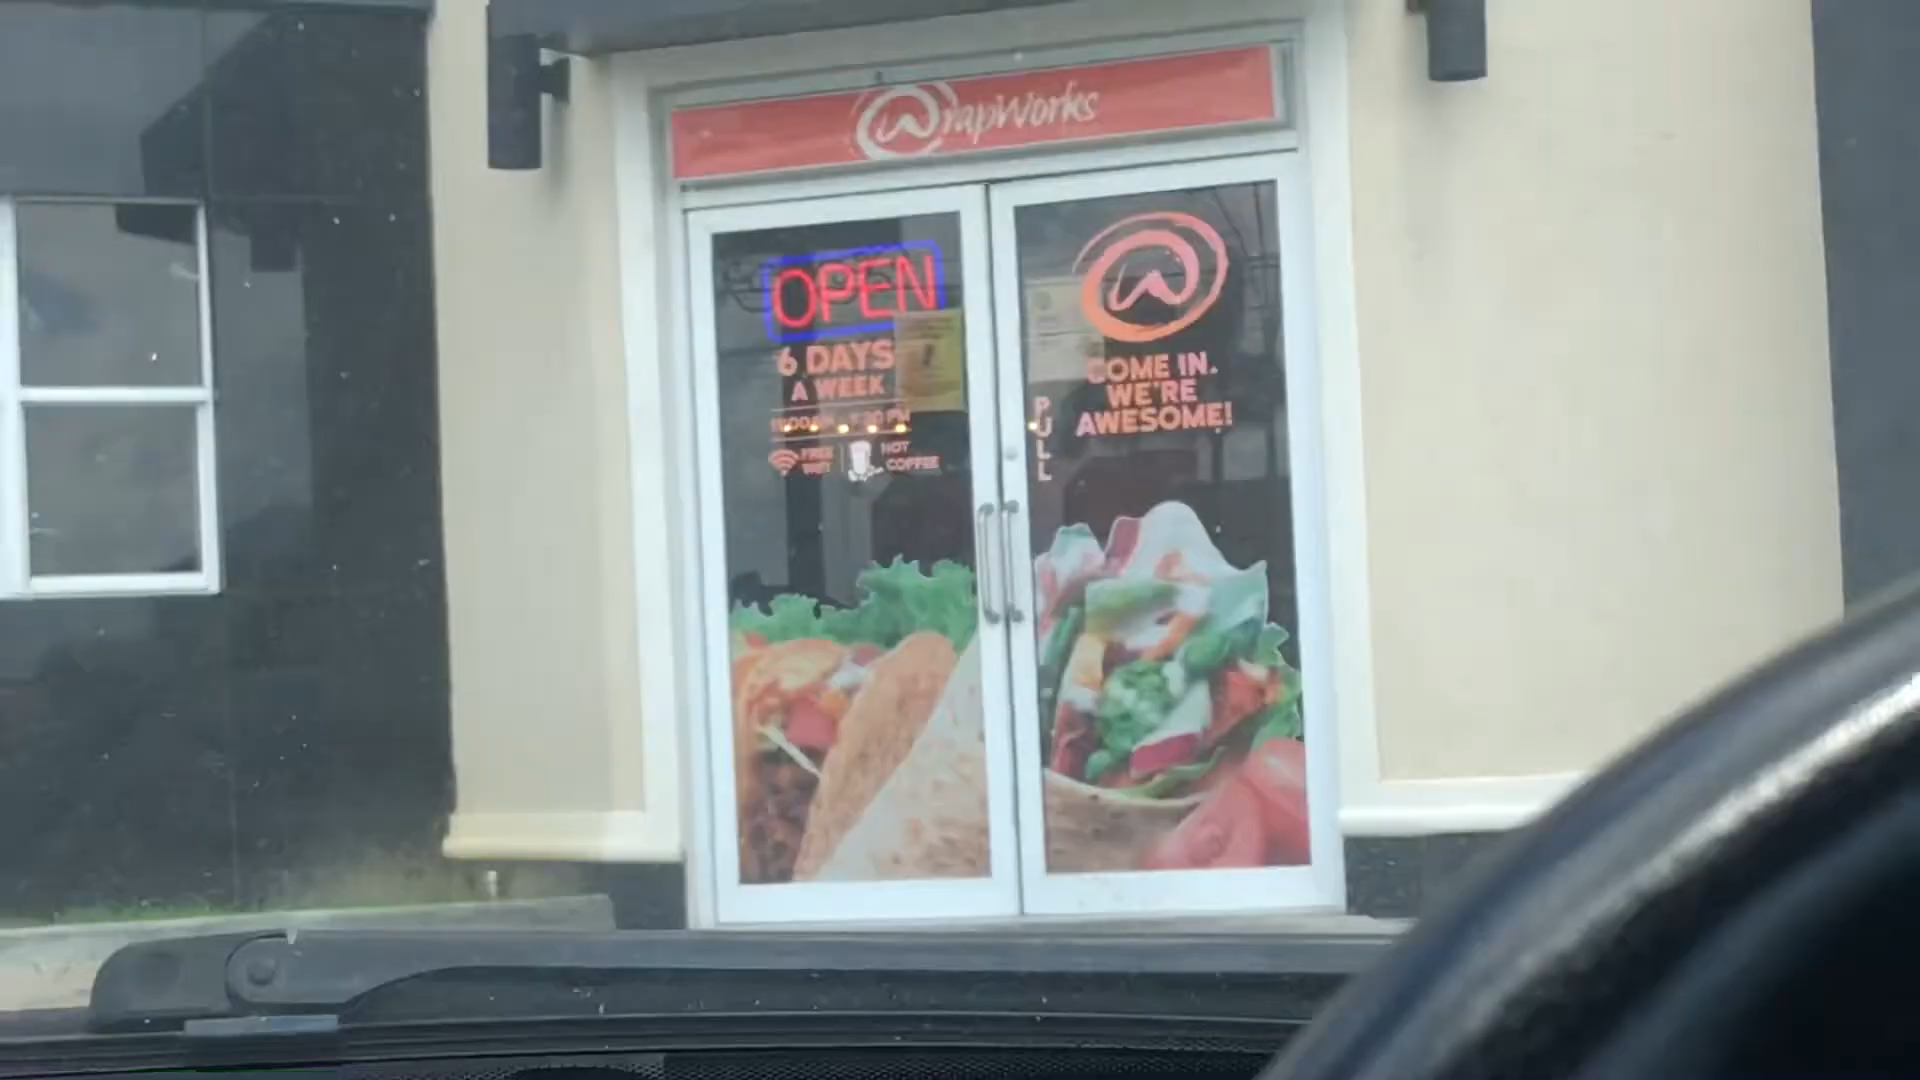 WrapWorks
OPEN
6 DAYS
A WEEK
FREE
WIFI
HOT
COFFEE
PULL
COME IN.
WE'RE
AWESOME!